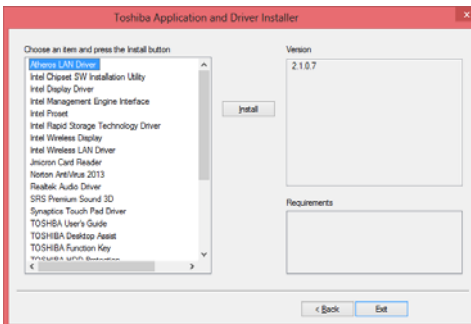 Toshiba Application and Driver Installer
x
Choose an item and press the Install button
Atheros LAN Driver
Intel Chipset SW Installation Utility
Intel Display Driver
Intel Management Engine Interface
Intel Proset
Intel Rapid Storage Technology Driver
Intel Wireless Display
Intel Wireless LAN Driver
Jmicron Card Reader
Norton AntiVirus 2013
Realtek Audio Driver
SRS Premium Sound 3D
Synaptics Touch Pad Driver
TOSHIBA User's Guide
TOSHIBA Desktop Assist
TOSHIBA Function Key
TOSHIBA HDD Protection
Install
Version
2.1.0.7
Requirements
< Back
Exit